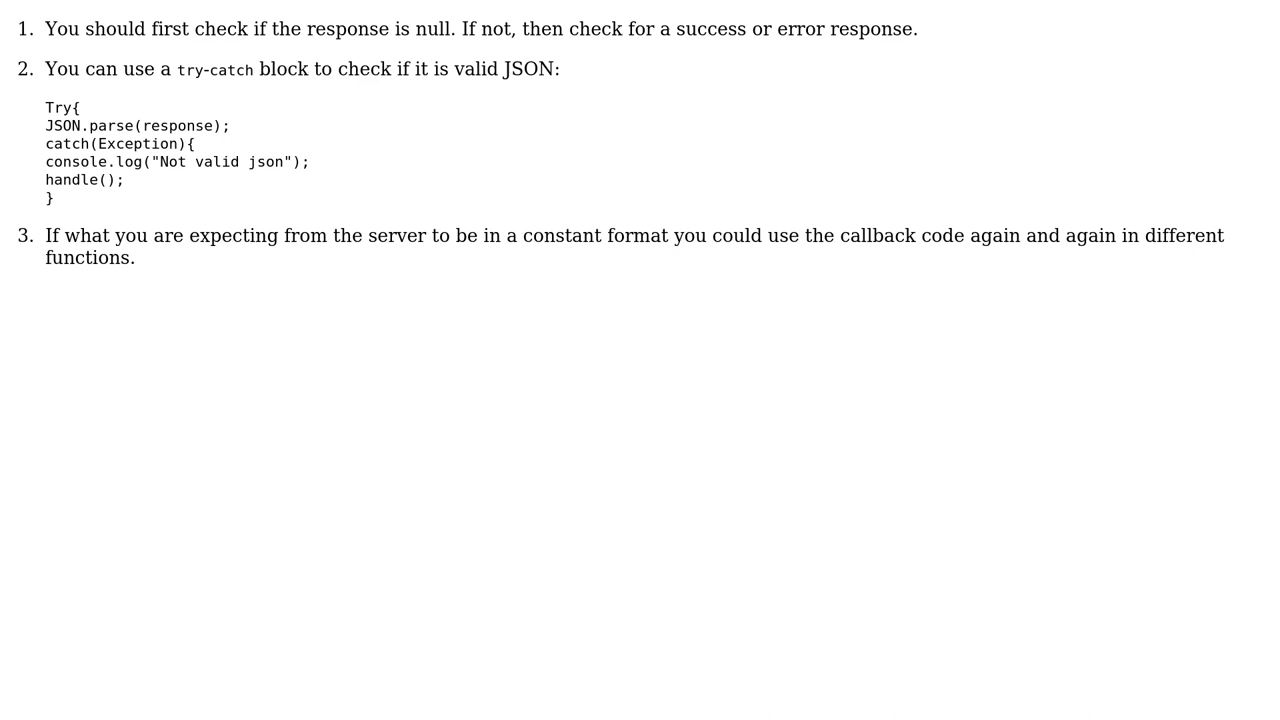 1. You should first check if the response is null. If not, then check for a success or error response.
2. You can use a try-catch block to check if it is valid JSON:
Try{
JSON.parse(response);
catch(Exception){
console.log("Not valid json");
handle();
}
3. If what you are expecting from the server to be in a constant format you could use the callback code again and again in different
functions.